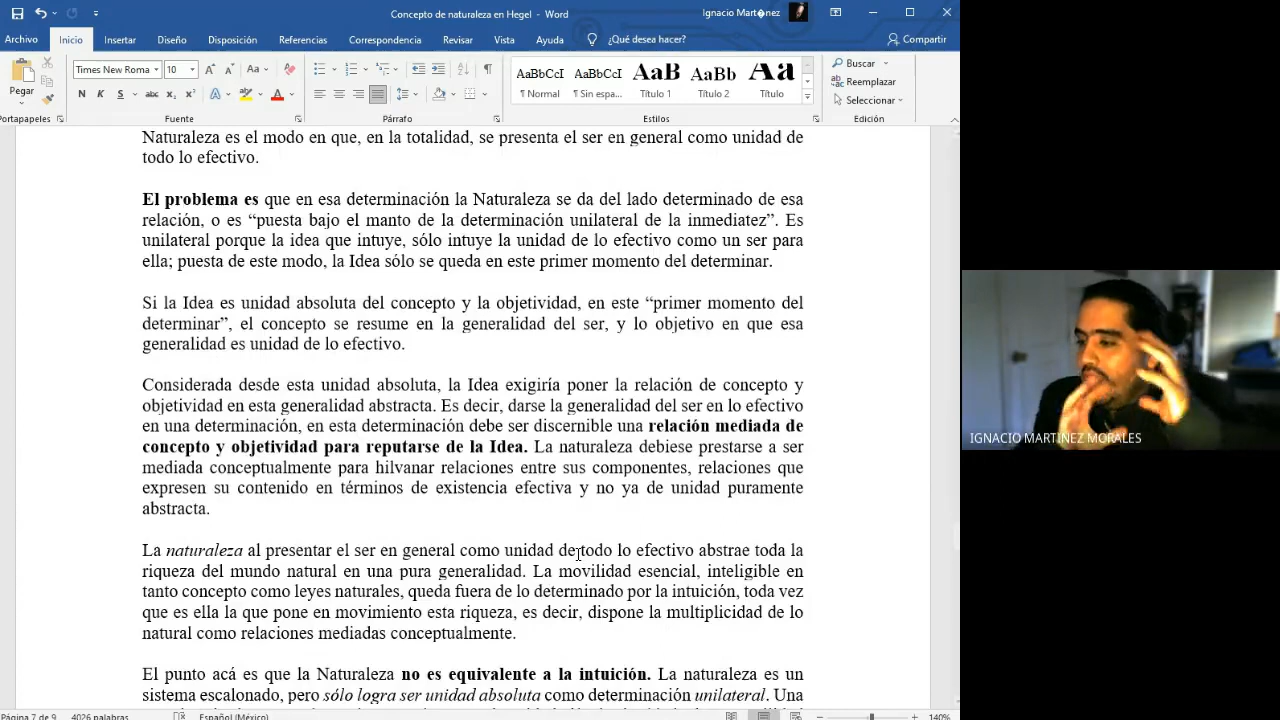 Concepto de naturaleza en Hegel - Word
Ignacio Mart�nez
Archivo Inicio Insertar Diseño Disposición Referencias Correspondencia Revisar Vista Ayuda ¿Qué desea hacer? Compartir
Pegar
Times New Roma 10 Aa
N K S abc x₂ x² A A
AaBbCcI AaBbCcI AaB AaBb Aa
¶ Normal ¶ Sin espa... Título 1 Título 2 Título
Buscar
Reemplazar
Seleccionar
Portapapeles Fuente Párrafo Estilos Edición
Naturaleza es el modo en que, en la totalidad, se presenta el ser en general como unidad de
todo lo efectivo.
El problema es que en esa determinación la Naturaleza se da del lado determinado de esa
relación, o es “puesta bajo el manto de la determinación unilateral de la inmediatez”. Es
unilateral porque la idea que intuye, sólo intuye la unidad de lo efectivo como un ser para
ella; puesta de este modo, la Idea sólo se queda en este primer momento del determinar.
Si la Idea es unidad absoluta del concepto y la objetividad, en este “primer momento del
determinar”, el concepto se resume en la generalidad del ser, y lo objetivo en que esa
generalidad es unidad de lo efectivo.
Considerada desde esta unidad absoluta, la Idea exigiría poner la relación de concepto y
objetividad en esta generalidad abstracta. Es decir, darse la generalidad del ser en lo efectivo
en una determinación, en esta determinación debe ser discernible una relación mediada de
concepto y objetividad para reputarse de la Idea. La naturaleza debiese prestarse a ser
mediada conceptualmente para hilvanar relaciones entre sus componentes, relaciones que
expresen su contenido en términos de existencia efectiva y no ya de unidad puramente
abstracta.
La naturaleza al presentar el ser en general como unidad de todo lo efectivo abstrae toda la
riqueza del mundo natural en una pura generalidad. La movilidad esencial, inteligible en
tanto concepto como leyes naturales, queda fuera de lo determinado por la intuición, toda vez
que es ella la que pone en movimiento esta riqueza, es decir, dispone la multiplicidad de lo
natural como relaciones mediadas conceptualmente.
El punto acá es que la Naturaleza no es equivalente a la intuición. La naturaleza es un
sistema escalonado, pero sólo logra ser unidad absoluta como determinación unilateral. Una
IGNACIO MARTINEZ MORALES
Página 7 de 9 4026 palabras Español (México) 140%